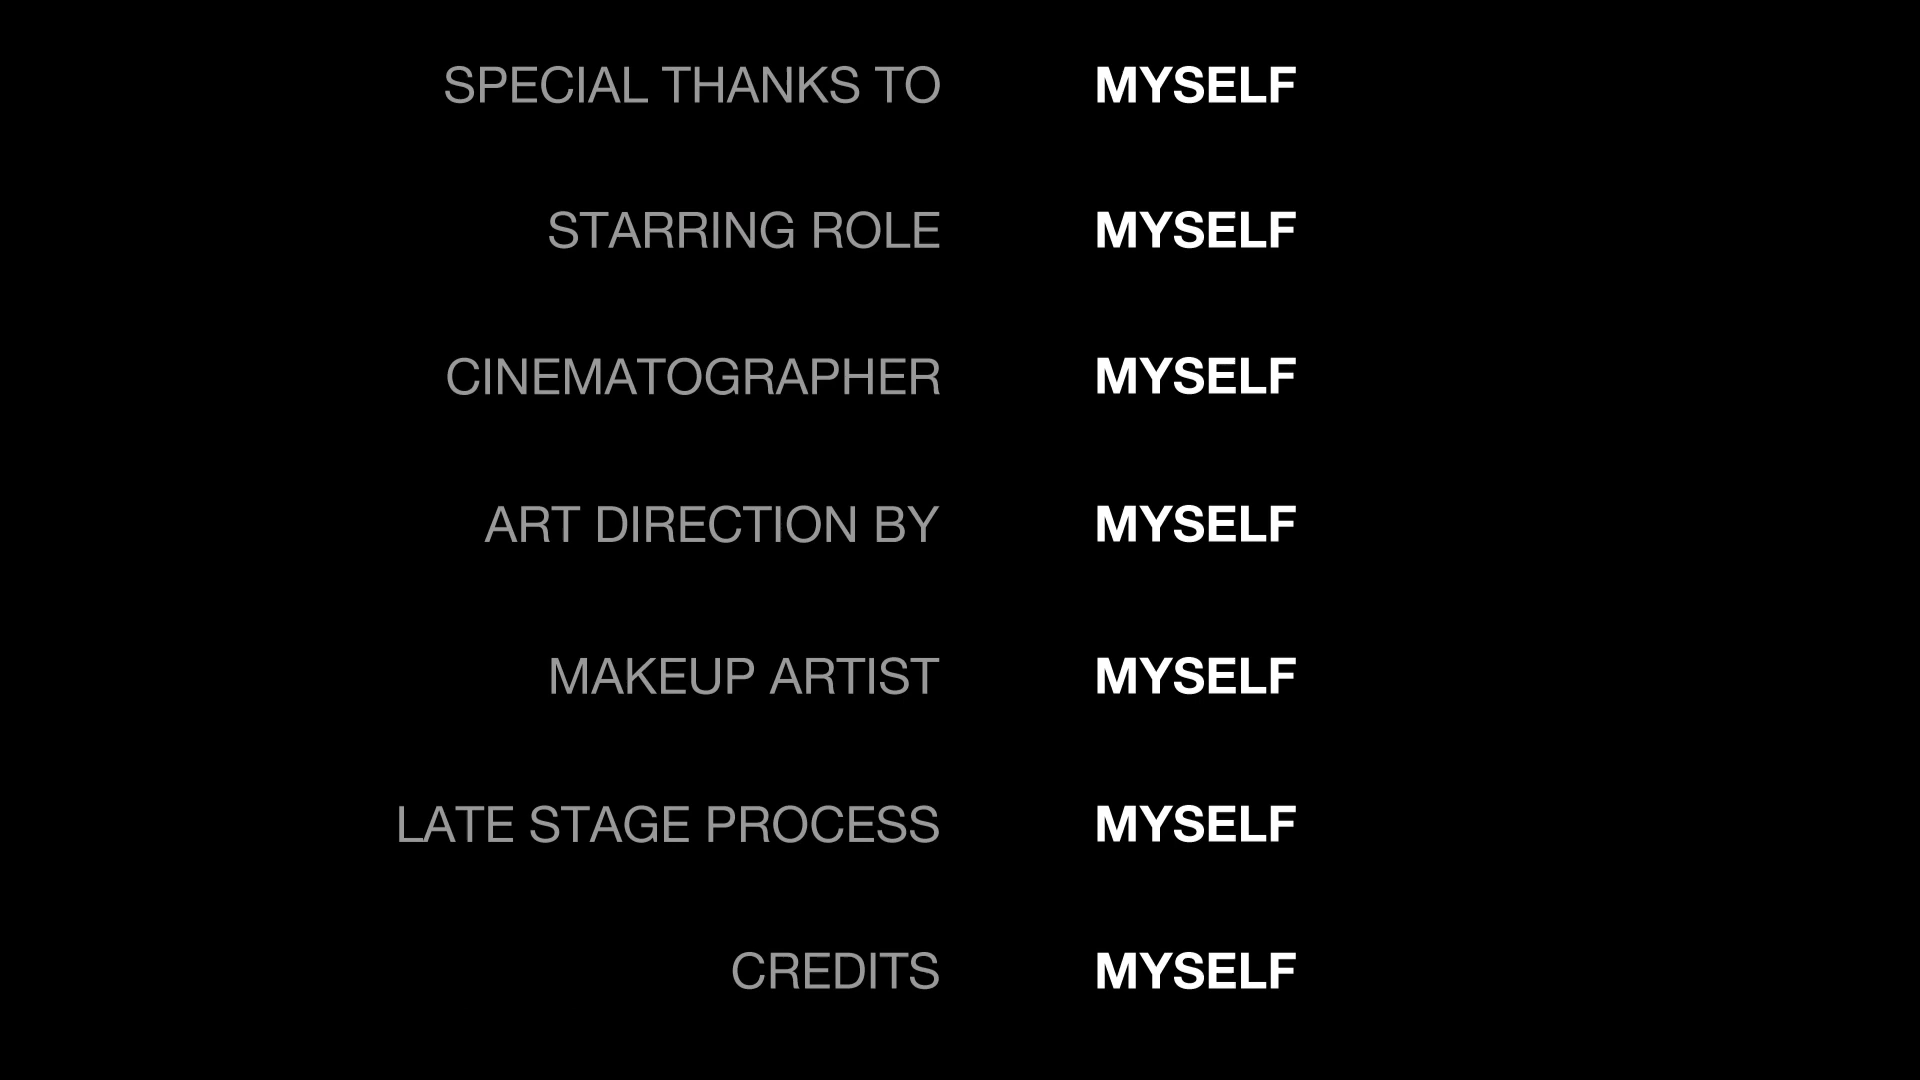 SPECIAL THANKS TO MYSELF
STARRING ROLE MYSELF
CINEMATOGRAPHER MYSELF
ART DIRECTION BY MYSELF
MAKEUP ARTIST MYSELF
LATE STAGE PROCESS MYSELF
CREDITS MYSELF